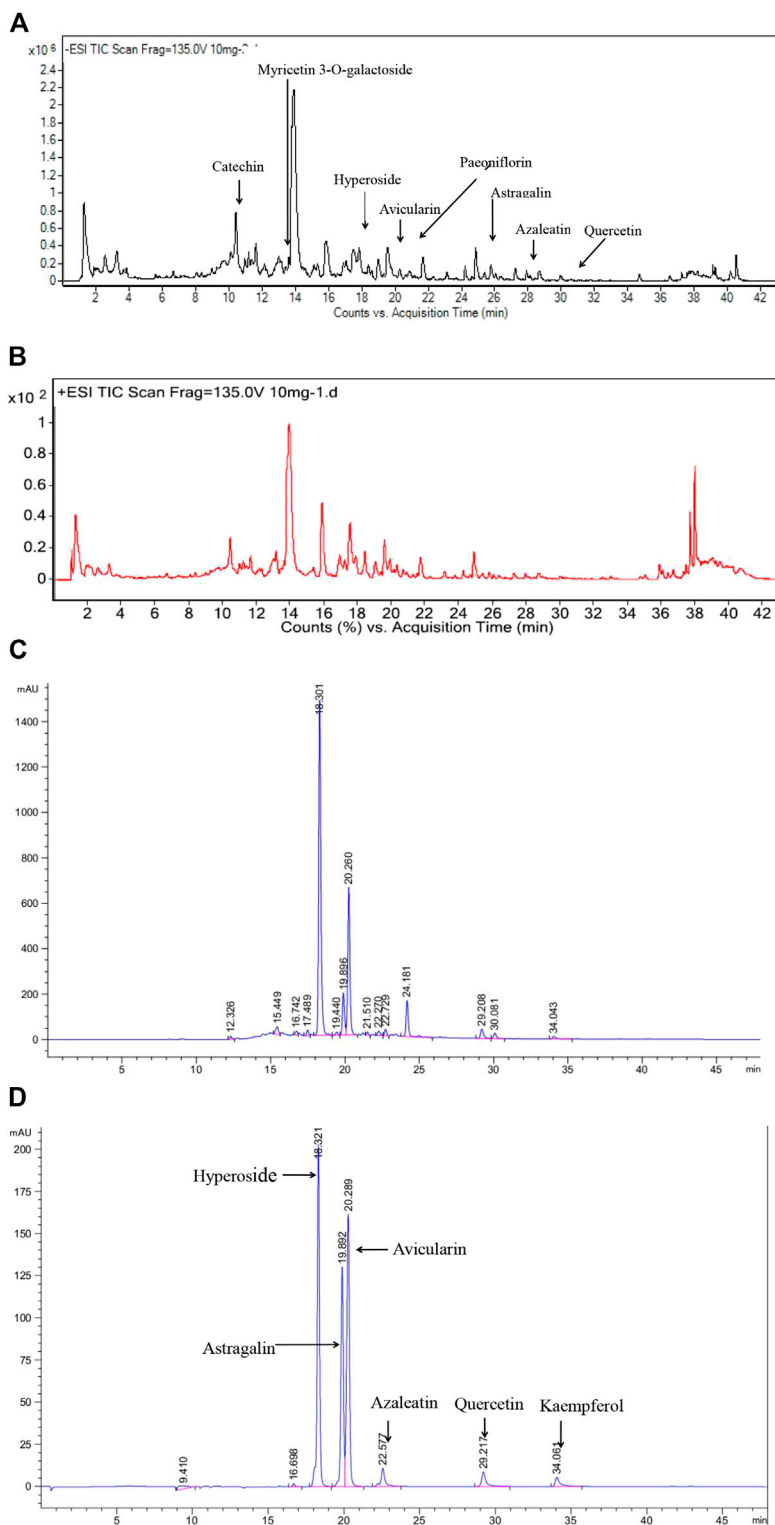 A
x10 6
-ESI TIC Scan Frag=135.0V 10mg-
Myricetin 3-O-galactoside
2.4
2.2
2
1.8
1.6
1.4
1.2
1
0.8
0.6
0.4
0.2
0
Catechin
Hyperoside
Avicularin
Paeoniflorin
Astragalin
Azaleatin
Quercetin
2 4 6 8 10 12 14 16 18 20 22 24 26 28 30 32 34 36 38 40 42
Counts vs. Acquisition Time (min)
B
x10 2
+ESI TIC Scan Frag=135.0V 10mg-1.d
1
0.8
0.6
0.4
0.2
0
2 4 6 8 10 12 14 16 18 20 22 24 26 28 30 32 34 36 38 40 42
Counts (%) vs. Acquisition Time (min)
C
mAU
1400
1200
1000
800
600
400
200
0
12.326
15.449
16.742
17.489
18.301
19.440
19.896
20.260
21.510
22.270
22.729
24.181
29.208
30.081
34.043
5 10 15 20 25 30 35 40 45 min
D
mAU
200
175
150
125
100
75
50
25
0
Hyperoside
Astragalin
Avicularin
Azaleatin
Quercetin
Kaempferol
9.410
16.698
18.321
19.892
20.289
22.577
29.217
34.061
0 5 10 15 20 25 30 35 40 45 min